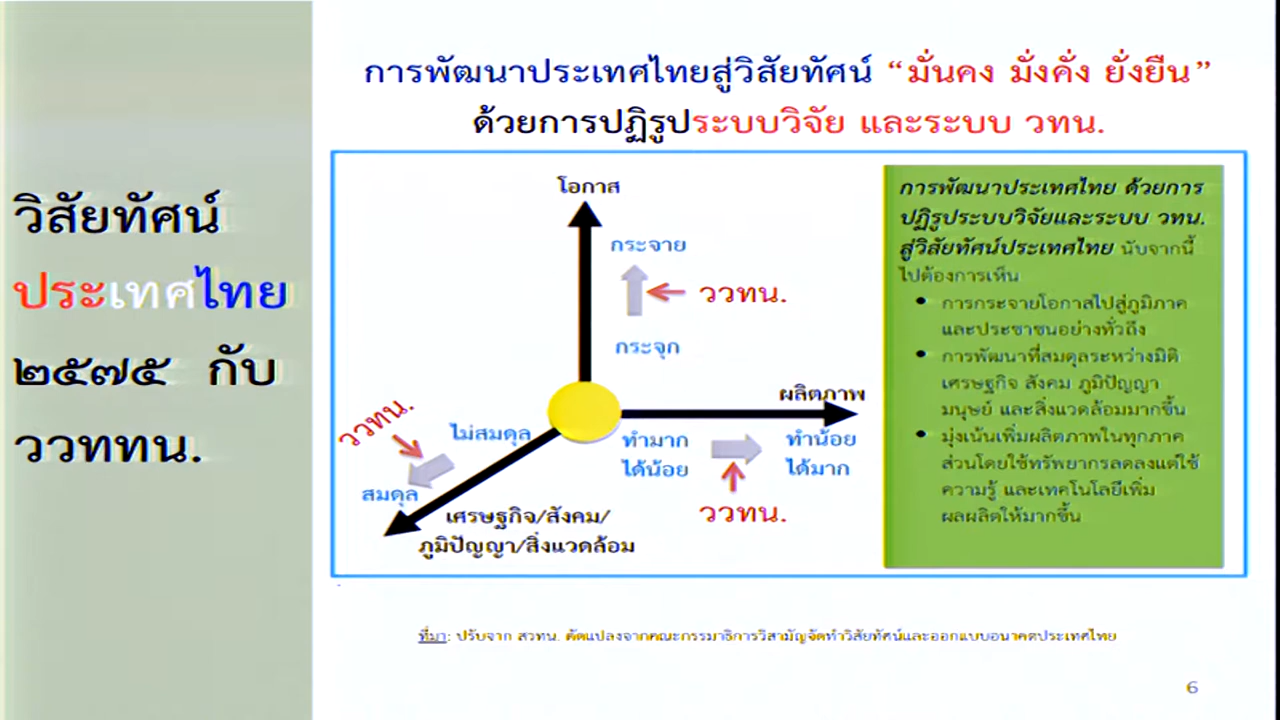 วิสัยทัศน์
ประเทศไทย
๒๕๗๕ กับ
ววททน.
การพัฒนาประเทศไทยสู่วิสัยทัศน์ “มั่นคง มั่งคั่ง ยั่งยืน”
ด้วยการปฏิรูประบบวิจัย และระบบ วทน.
โอกาส
กระจาย
ววทน.
กระจุก
ผลิตภาพ
ทำมาก
ได้น้อย
ทำน้อย
ได้มาก
ววทน.
ววทน.
ไม่สมดุล
สมดุล
เศรษฐกิจ/สังคม/
ภูมิปัญญา/สิ่งแวดล้อม
การพัฒนาประเทศไทย ด้วยการ
ปฏิรูประบบวิจัยและระบบ วทน.
สู่วิสัยทัศน์ประเทศไทย นับจากนี้
ไปต้องการเห็น
• การกระจายโอกาสไปสู่ภูมิภาค
และประชาชนอย่างทั่วถึง
• การพัฒนาที่สมดุลระหว่างมิติ
เศรษฐกิจ สังคม ภูมิปัญญา
มนุษย์ และสิ่งแวดล้อมมากขึ้น
• มุ่งเน้นเพิ่มผลิตภาพในทุกภาค
ส่วนโดยใช้ทรัพยากรลดลงแต่ใช้
ความรู้ และเทคโนโลยีเพิ่ม
ผลผลิตให้มากขึ้น
ที่มา: ปรับจาก สวทน. ดัดแปลงจากคณะกรรมาธิการวิสามัญจัดทำวิสัยทัศน์และออกแบบอนาคตประเทศไทย
6